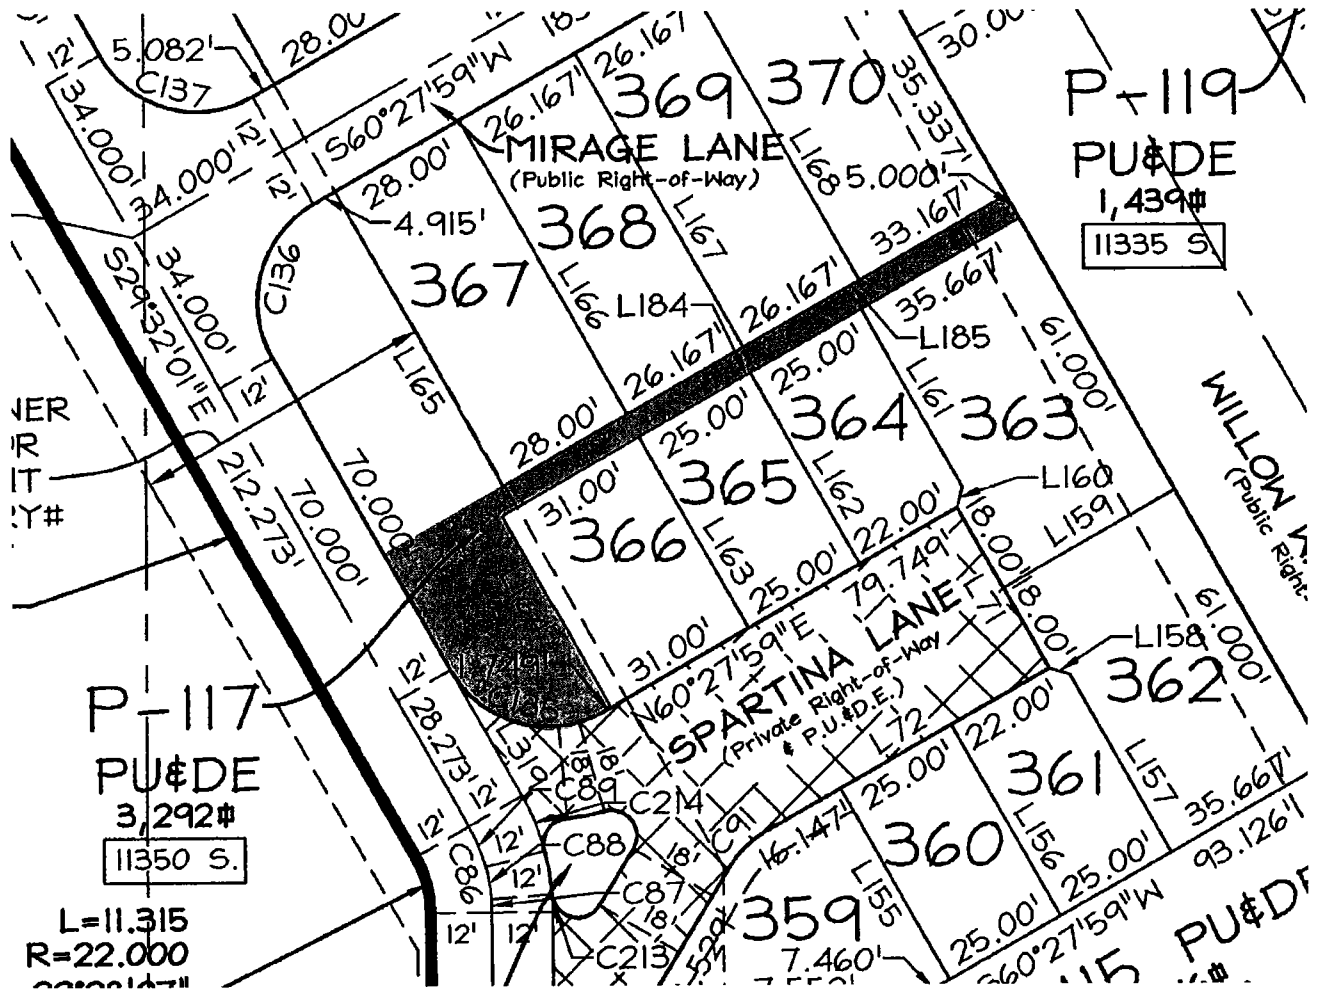 5.082'
28.00'
C137
12'
34.000'
34.000'
12'
12'
S60°27'59"W
26.167'
26.167
369
370
35.337'
30.00'
P-119
PU&DE
1,439#
11335 S.
MIRAGE LANE
(Public Right-of-Way)
28.00'
4.915'
368
367
L168
L167
L166
L165
5.000'
33.167'
C136
34.000'
S29°32'01"E
12'
L184
26.167'
26.167'
35.667'
L185
61.000'
28.00'
25.00'
25.00'
L161
364
363
365
366
31.00'
L162
L163
L160
L159
22.00'
18.00'
18.00'
70.000'
70.000'
212.273'
25.00'
79.749'
L71
31.00'
N60°27'59"E
SPARTINA LANE
(Private Right-of-Way
& P.U.&D.E.)
L72
L158
362
61.000'
WILLOW
(Public Right-
P-117
PU&DE
3,292#
11350 S.
12'
28.273'
12'
L319
18'
18'
C89
C214
C88
C87
C86
C91
C213
12'
12'
12'
12'
12'
18'
18'
22.00'
25.00'
361
L157
35.667'
93.126'
16.147'
360
L156
L155
359
25.00'
25.00'
S60°27'59"W
7.460'
PU&DE
L=11.315
R=22.000